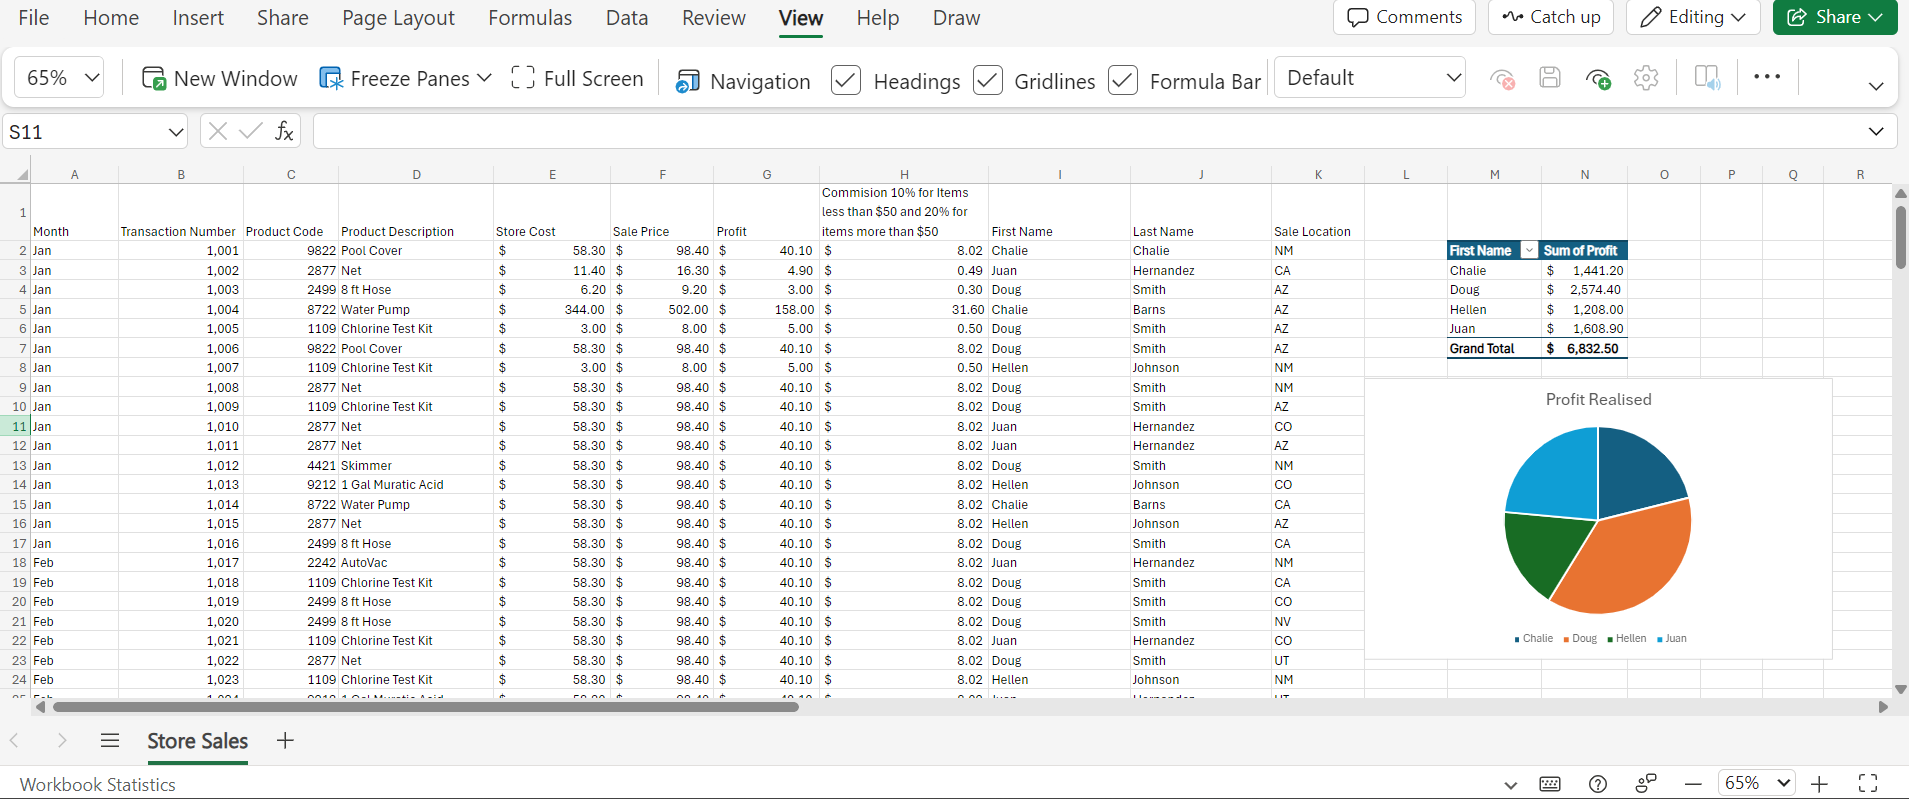 File Home Insert Share Page Layout Formulas Data Review View Help Draw Comments Catch up Editing Share
65% New Window Freeze Panes Full Screen Navigation Headings Gridlines Formula Bar Default
S11 fx
A B C D E F G H I J K L M N O P Q R
1 Month Transaction Number Product Code Product Description Store Cost Sale Price Profit Commision 10% for Items less than $50 and 20% for items more than $50 First Name Last Name Sale Location
2 Jan 1,001 9822 Pool Cover $ 58.30 $ 98.40 $ 40.10 $ 8.02 Chalie Chalie NM First Name Sum of Profit
3 Jan 1,002 2877 Net $ 11.40 $ 16.30 $ 4.90 $ 0.49 Juan Hernandez CA Chalie $ 1,441.20
4 Jan 1,003 2499 8 ft Hose $ 6.20 $ 9.20 $ 3.00 $ 0.30 Doug Smith AZ Doug $ 2,574.40
5 Jan 1,004 8722 Water Pump $ 344.00 $ 502.00 $ 158.00 $ 31.60 Chalie Barns AZ Hellen $ 1,208.00
6 Jan 1,005 1109 Chlorine Test Kit $ 3.00 $ 8.00 $ 5.00 $ 0.50 Doug Smith AZ Juan $ 1,608.90
7 Jan 1,006 9822 Pool Cover $ 58.30 $ 98.40 $ 40.10 $ 8.02 Doug Smith AZ Grand Total $ 6,832.50
8 Jan 1,007 1109 Chlorine Test Kit $ 3.00 $ 8.00 $ 5.00 $ 0.50 Hellen Johnson NM
9 Jan 1,008 2877 Net $ 58.30 $ 98.40 $ 40.10 $ 8.02 Doug Smith NM
10 Jan 1,009 1109 Chlorine Test Kit $ 58.30 $ 98.40 $ 40.10 $ 8.02 Doug Smith AZ
11 Jan 1,010 2877 Net $ 58.30 $ 98.40 $ 40.10 $ 8.02 Juan Hernandez CO
12 Jan 1,011 2877 Net $ 58.30 $ 98.40 $ 40.10 $ 8.02 Juan Hernandez AZ
13 Jan 1,012 4421 Skimmer $ 58.30 $ 98.40 $ 40.10 $ 8.02 Doug Smith NM
14 Jan 1,013 9212 1 Gal Muratic Acid $ 58.30 $ 98.40 $ 40.10 $ 8.02 Hellen Johnson CO
15 Jan 1,014 8722 Water Pump $ 58.30 $ 98.40 $ 40.10 $ 8.02 Chalie Barns CA
16 Jan 1,015 2877 Net $ 58.30 $ 98.40 $ 40.10 $ 8.02 Hellen Johnson AZ
17 Jan 1,016 2499 8 ft Hose $ 58.30 $ 98.40 $ 40.10 $ 8.02 Doug Smith CA
18 Feb 1,017 2242 AutoVac $ 58.30 $ 98.40 $ 40.10 $ 8.02 Juan Hernandez NM
19 Feb 1,018 1109 Chlorine Test Kit $ 58.30 $ 98.40 $ 40.10 $ 8.02 Doug Smith CA
20 Feb 1,019 2499 8 ft Hose $ 58.30 $ 98.40 $ 40.10 $ 8.02 Doug Smith CO
21 Feb 1,020 2499 8 ft Hose $ 58.30 $ 98.40 $ 40.10 $ 8.02 Doug Smith NV
22 Feb 1,021 1109 Chlorine Test Kit $ 58.30 $ 98.40 $ 40.10 $ 8.02 Juan Hernandez CO
23 Feb 1,022 2877 Net $ 58.30 $ 98.40 $ 40.10 $ 8.02 Doug Smith UT
24 Feb 1,023 1109 Chlorine Test Kit $ 58.30 $ 98.40 $ 40.10 $ 8.02 Hellen Johnson NM
Profit Realised
Chalie Doug Hellen Juan
Store Sales
Workbook Statistics 65%